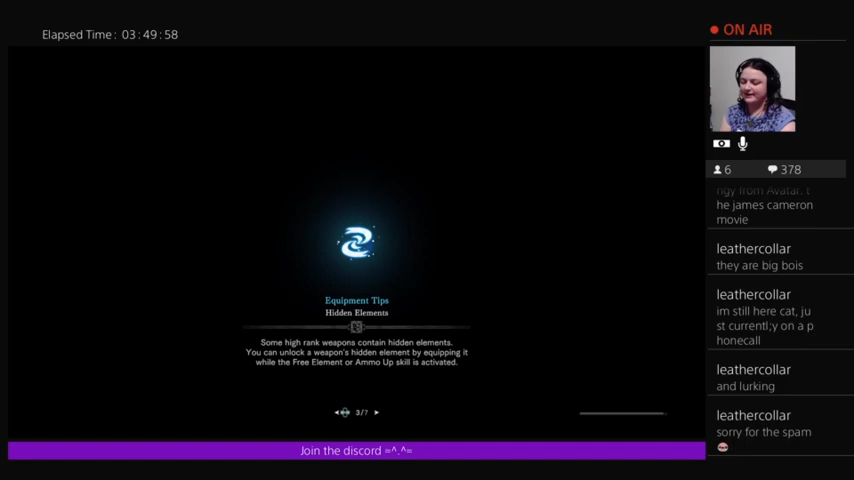 Elapsed Time: 03:49:58
ON AIR
6
378
ngy from Avatar. t
he james cameron
movie
leathercollar
they are big bois
leathercollar
im still here cat, ju
st currentl;y on a p
honecall
leathercollar
and lurking
leathercollar
sorry for the spam
Equipment Tips
Hidden Elements
Some high rank weapons contain hidden elements.
You can unlock a weapon's hidden element by equipping it
while the Free Element or Ammo Up skill is activated.
3/7
Join the discord =^.^=